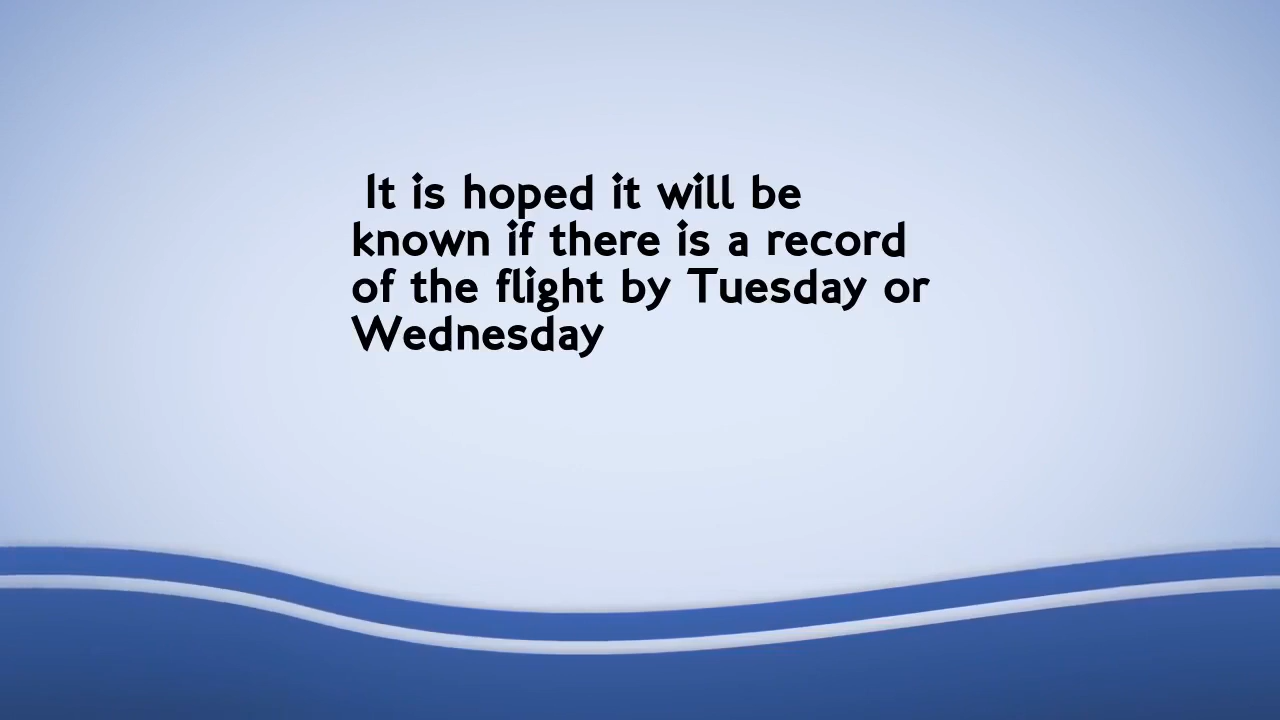 It is hoped it will be
known if there is a record
of the flight by Tuesday or
Wednesday